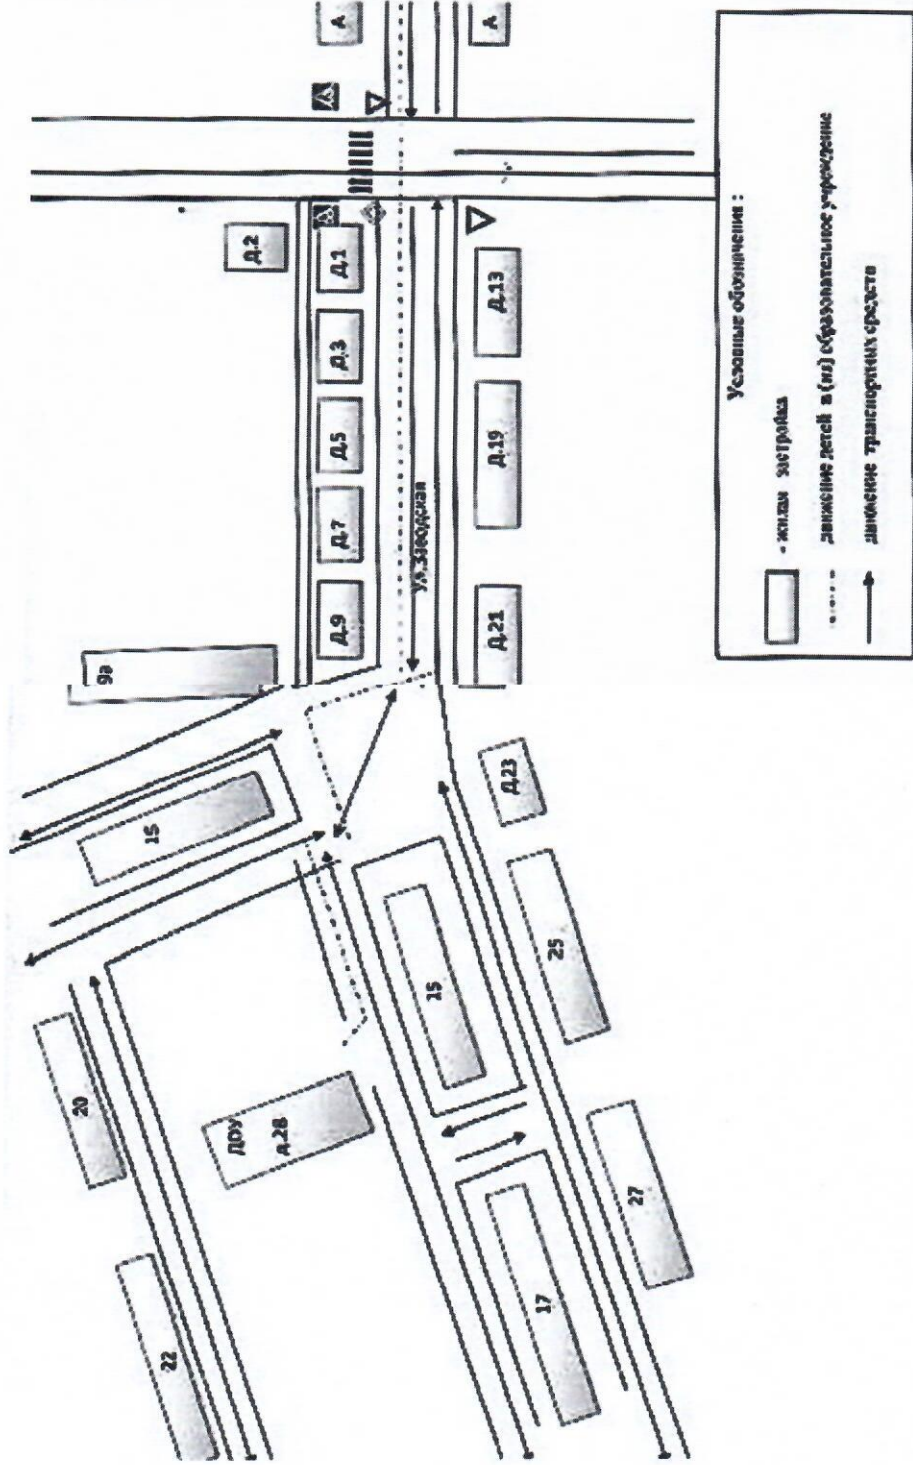 А
А
Д.2
Д.1
Д.3
Д.5
Д.7
Д.9
9а
ул.Заводская
Д.13
Д.19
Д.21
Д.23
15
15
25
20
ДОУ
д.28
27
17
22
Условные обозначения :
- жилая застройка
движение детей в (из) образовательное учреждение
движение транспортных средств